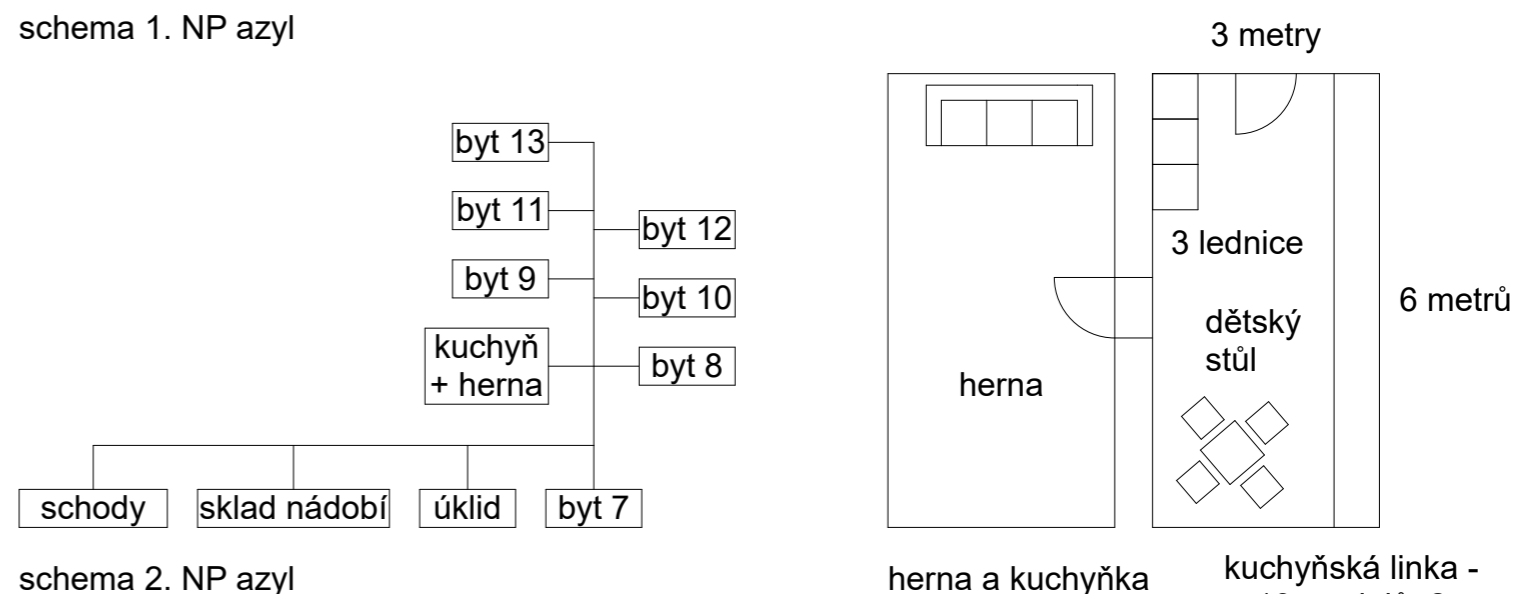 schema 1. NP azyl
3 metry
byt 13
byt 11
byt 12
byt 9
byt 10
kuchyň
+ herna
byt 8
schody
sklad nádobí
úklid
byt 7
3 lednice
6 metrů
dětský
stůl
herna
schema 2. NP azyl
herna a kuchyňka
kuchyňská linka -